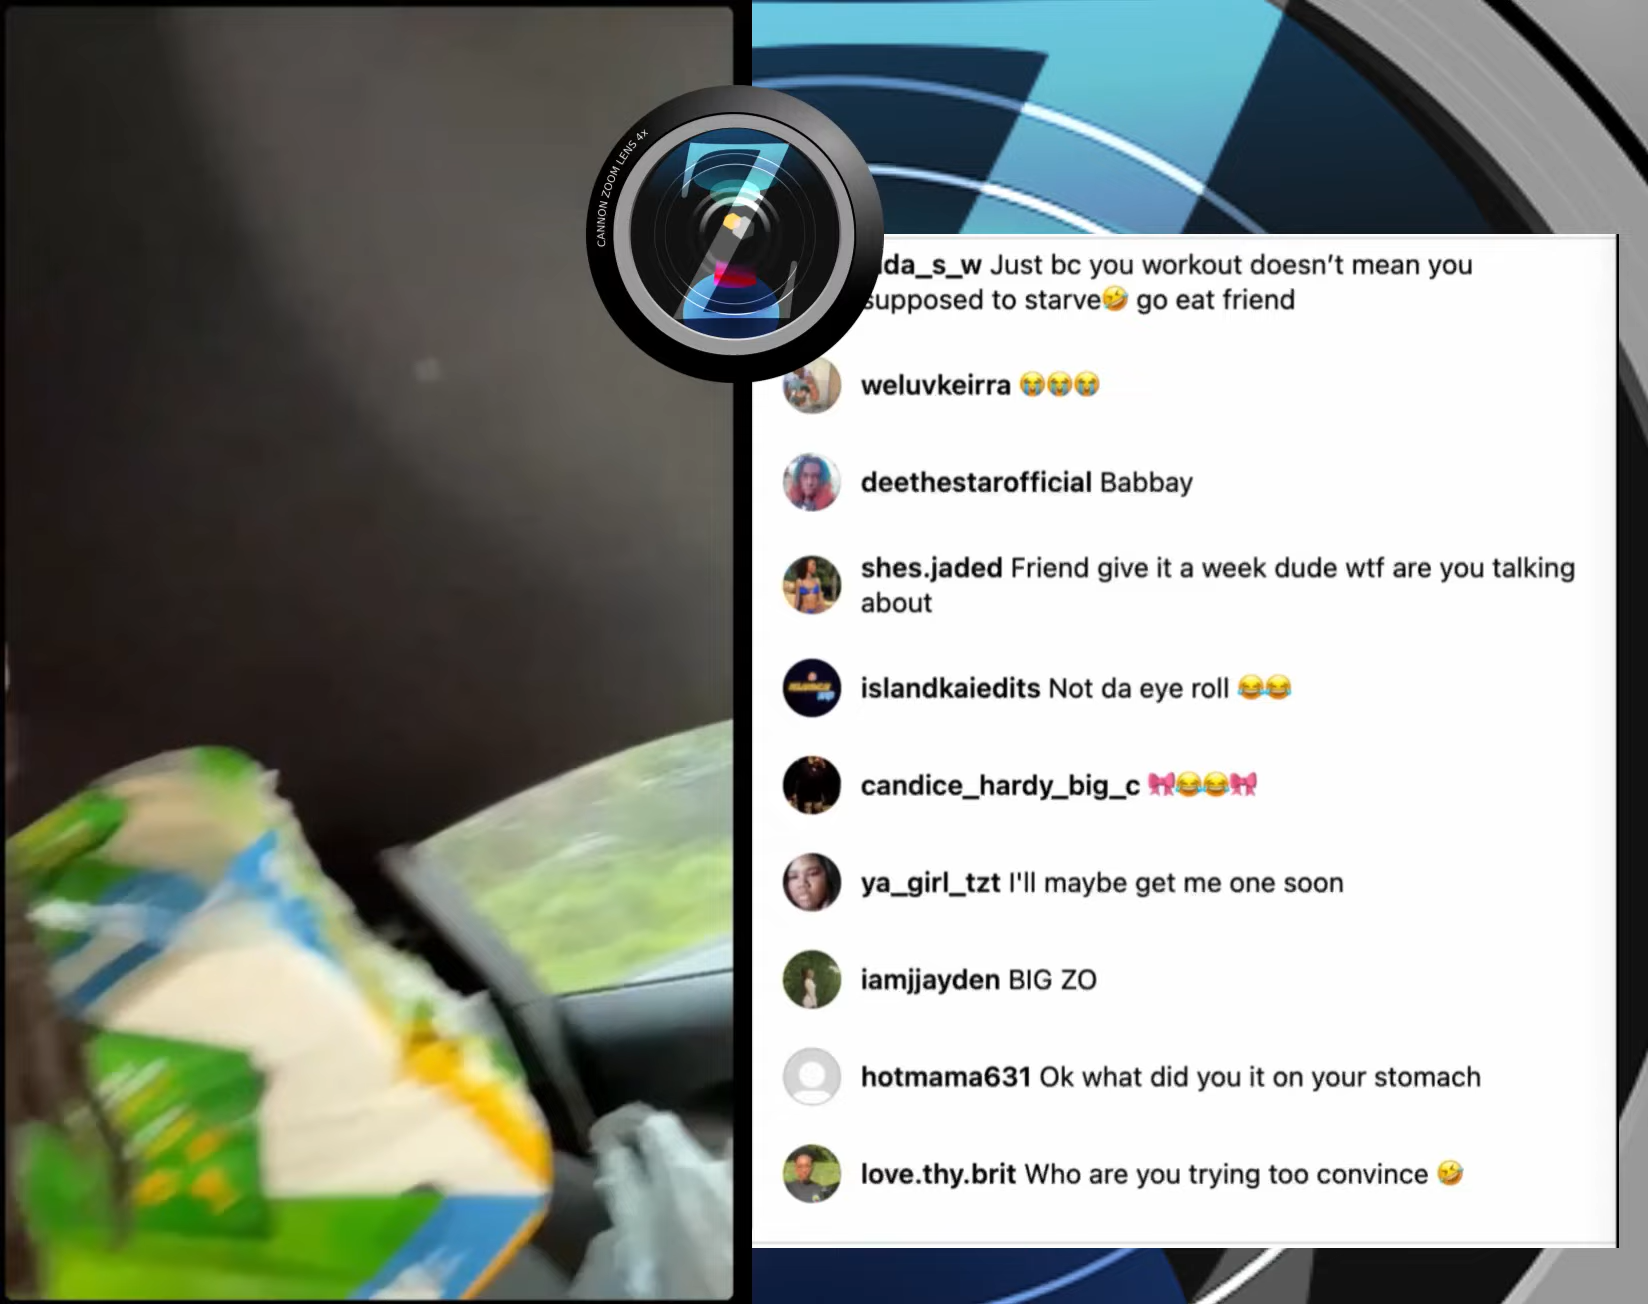 CANNON ZOOM LENS 4x
da_s_w Just bc you workout doesn’t mean you
supposed to starve🤣 go eat friend
weluvkeirra 😭😭😭
deethestarofficial Babbay
shes.jaded Friend give it a week dude wtf are you talking
about
islandkaiedits Not da eye roll 😂😂
candice_hardy_big_c 🎀😂😂🎀
ya_girl_tzt I'll maybe get me one soon
iamjjayden BIG ZO
hotmama631 Ok what did you it on your stomach
love.thy.brit Who are you trying too convince 🤣